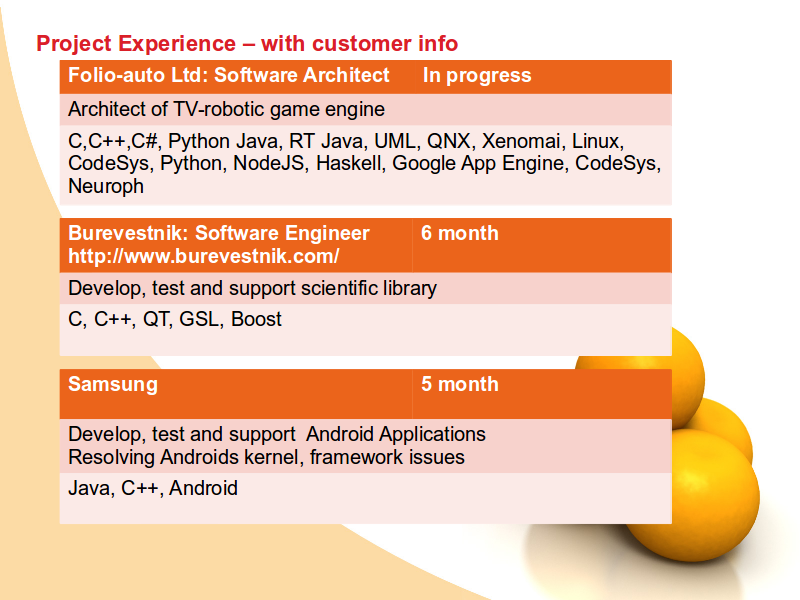 Project Experience – with customer info
Folio-auto Ltd: Software Architect In progress
Architect of TV-robotic game engine
C,C++,C#, Python Java, RT Java, UML, QNX, Xenomai, Linux,
CodeSys, Python, NodeJS, Haskell, Google App Engine, CodeSys,
Neuroph
Burevestnik: Software Engineer 6 month
http://www.burevestnik.com/
Develop, test and support scientific library
C, C++, QT, GSL, Boost
Samsung 5 month
Develop, test and support  Android Applications
Resolving Androids kernel, framework issues
Java, C++, Android